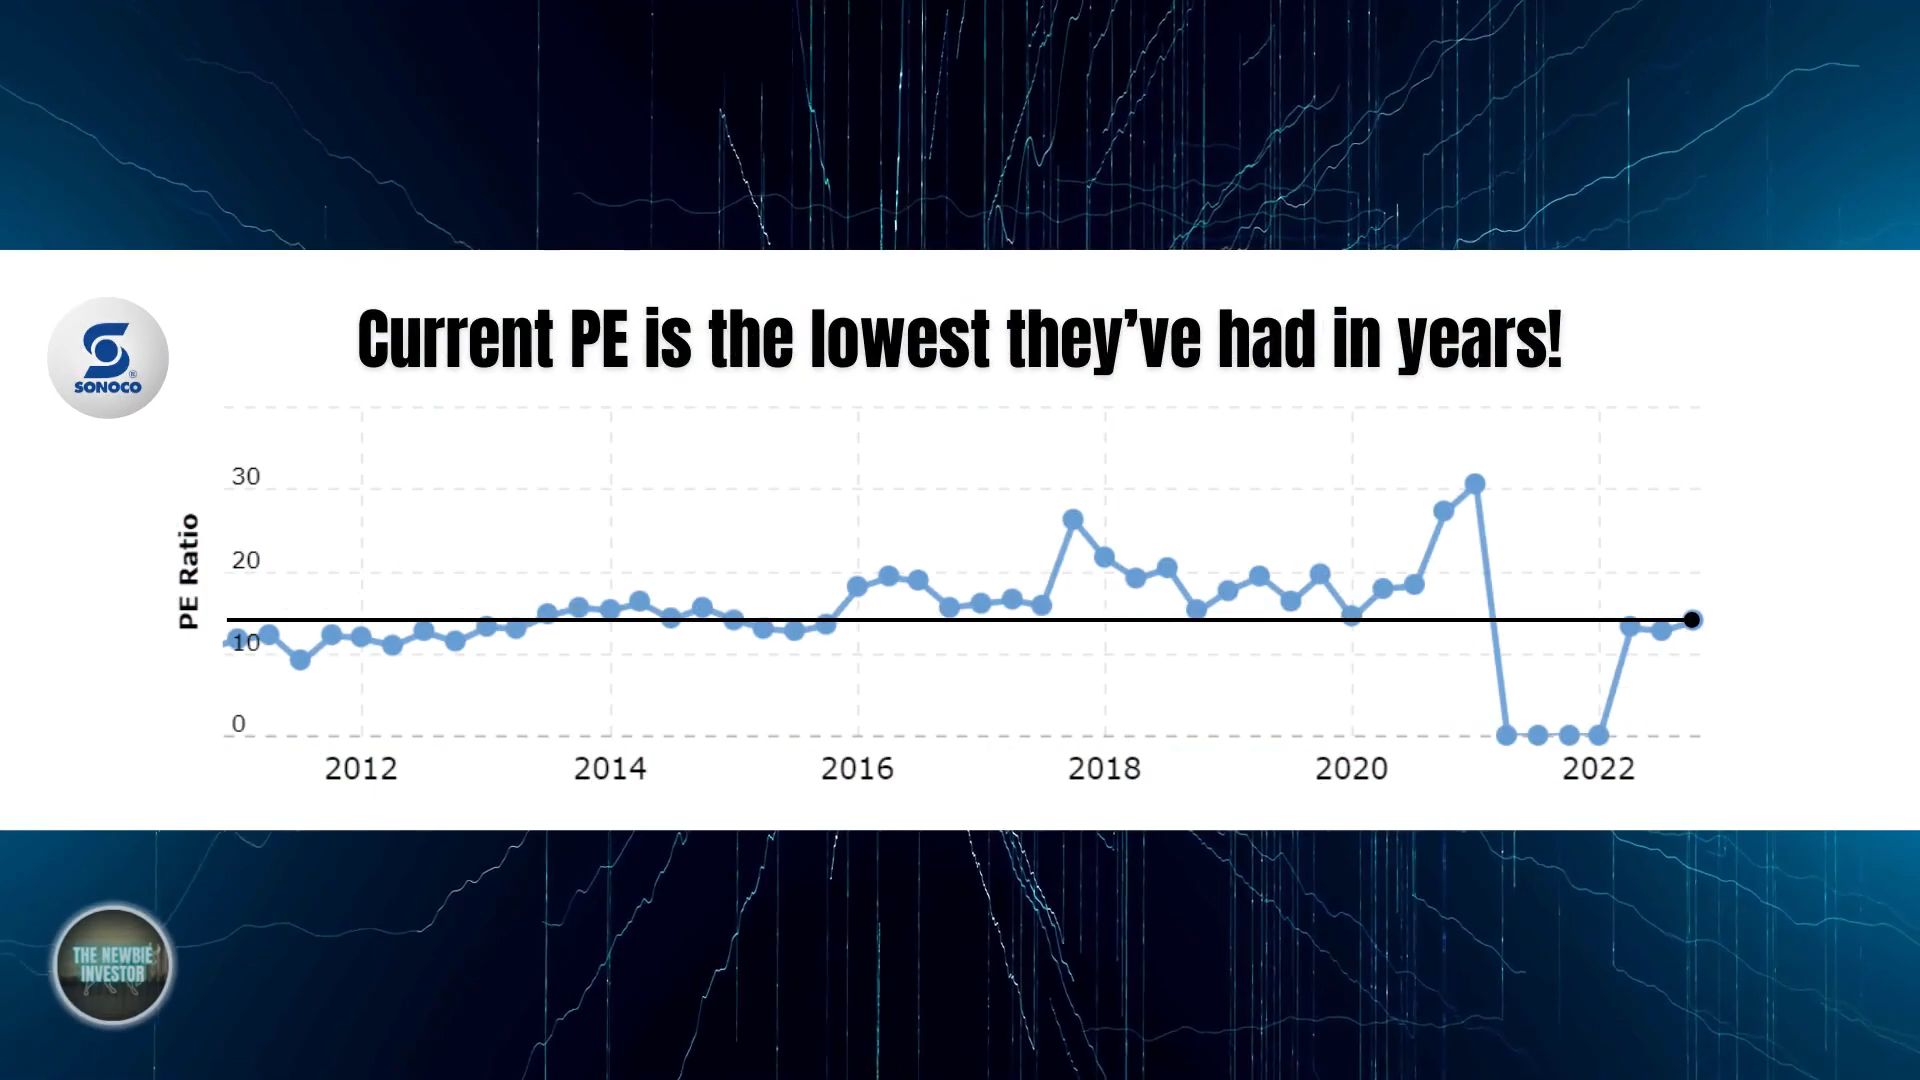 Current PE is the lowest they’ve had in years!
S
®
SONOCO
PE Ratio
30
20
10
0
2012 2014 2016 2018 2020 2022
THE NEWBIE
INVESTOR